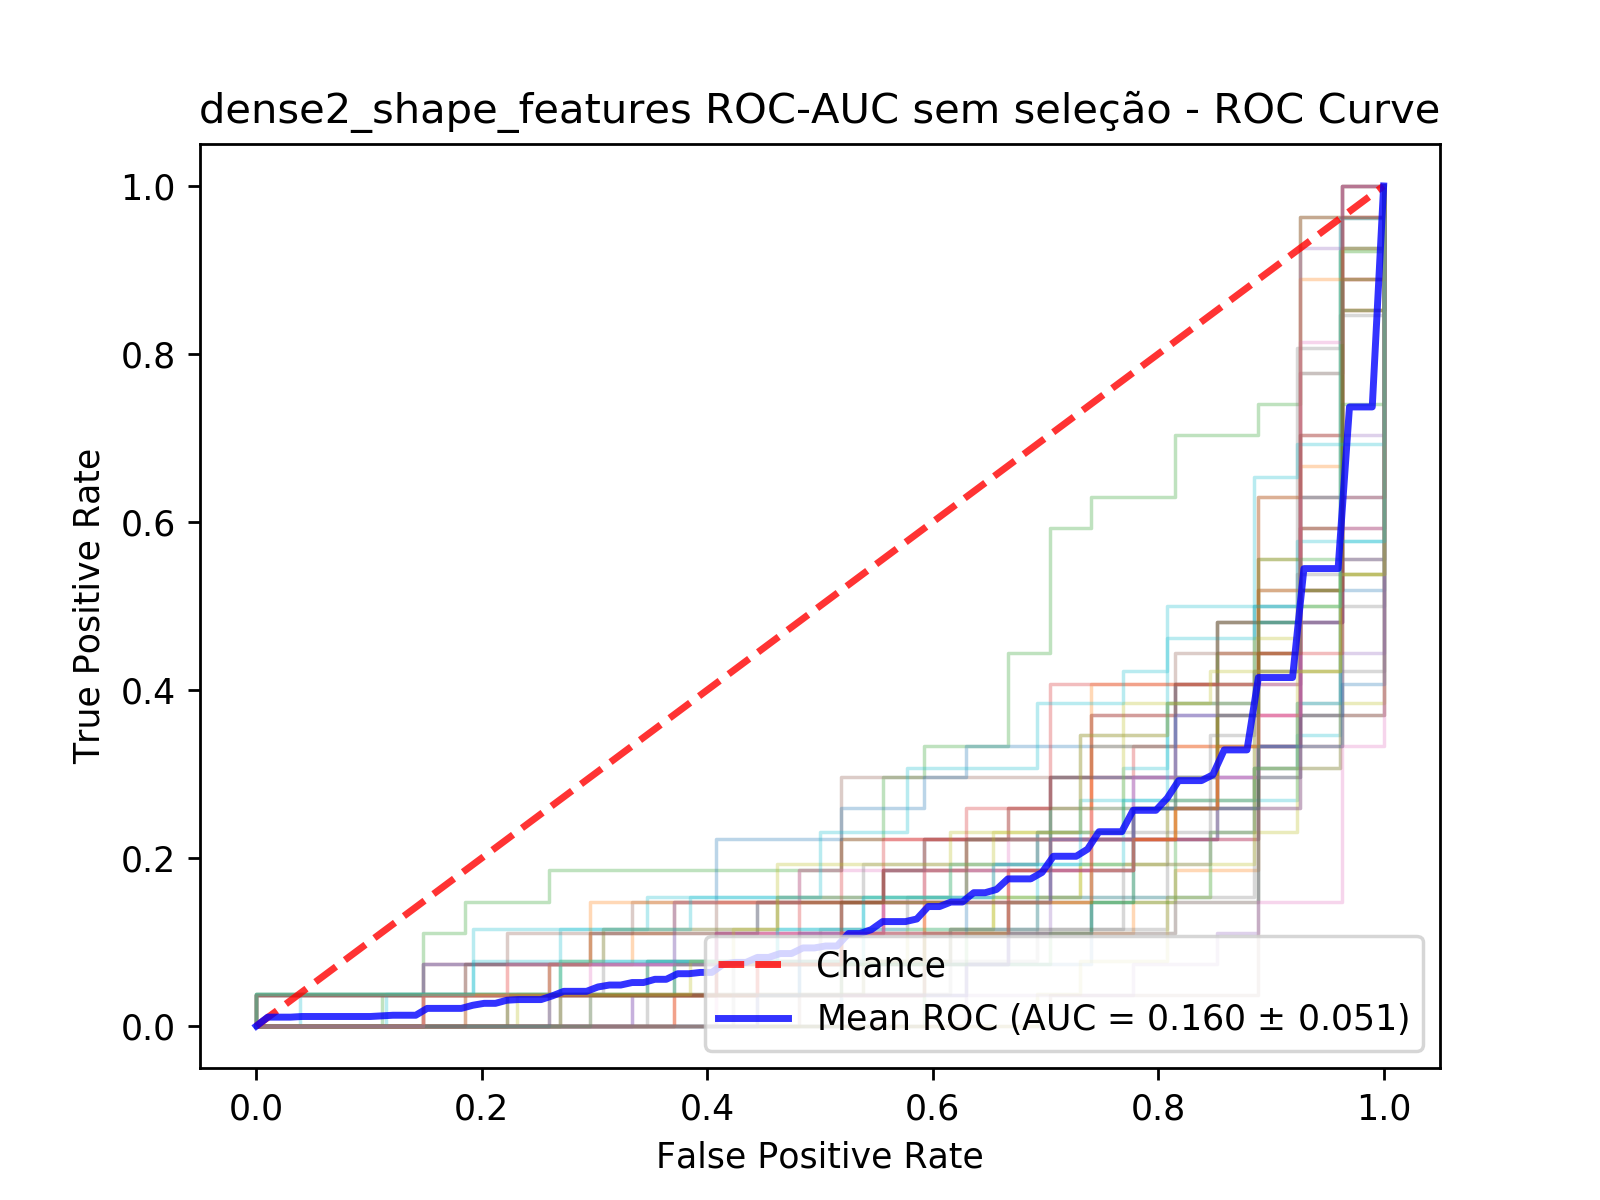 dense2_shape_features ROC-AUC sem seleção - ROC Curve
True Positive Rate
1.0
0.8
0.6
0.4
0.2
0.0
Chance
Mean ROC (AUC = 0.160 ± 0.051)
0.0 0.2 0.4 0.6 0.8 1.0
False Positive Rate